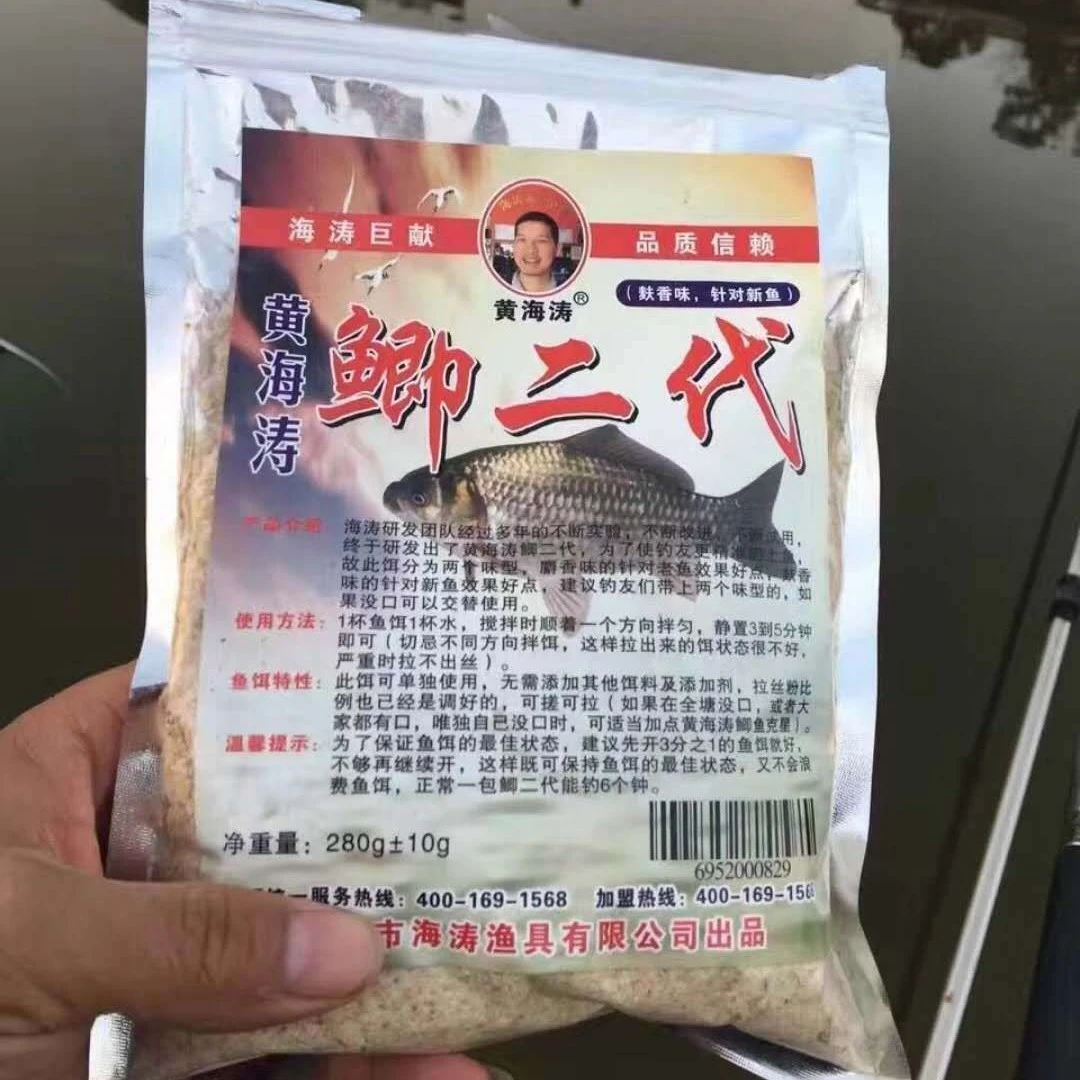 海涛巨献
品质信赖
黄海涛®
（麸香味，针对新鱼）
黄海涛
鲫二代
产品介绍 海涛研发团队经过多年的不断实验，不断改进，不断使用，
终于研发出了黄海涛鲫二代，为了使钓友更精准的
故此饵分为两个味型，麝香味的针对老鱼效果好点，麸香
味的针对新鱼效果好点，建议钓友们带上两个味型的，如
果没口可以交替使用。
使用方法：1杯鱼饵1杯水，搅拌时顺着一个方向拌匀，静置3到5分钟
即可（切忌不同方向拌饵，这样拉出来的饵状态很不好，
严重时拉不出丝）。
鱼饵特性：此饵可单独使用，无需添加其他饵料及添加剂，拉丝粉比
例也已经是调好的，可搓可拉（如果在全塘没口，或者大
家都有口，唯独自已没口时，可适当加点黄海涛鲫鱼克星）。
温馨提示：为了保证鱼饵的最佳状态，建议先开3分之1的鱼饵就好，
不够再继续开，这样既可保持鱼饵的最佳状态，又不会浪
费鱼饵，正常一包鲫二代能钓6个钟。
净重量：280g±10g
6952000829
一服务热线：400-169-1568 加盟热线：400-169-156
市海涛渔具有限公司出品